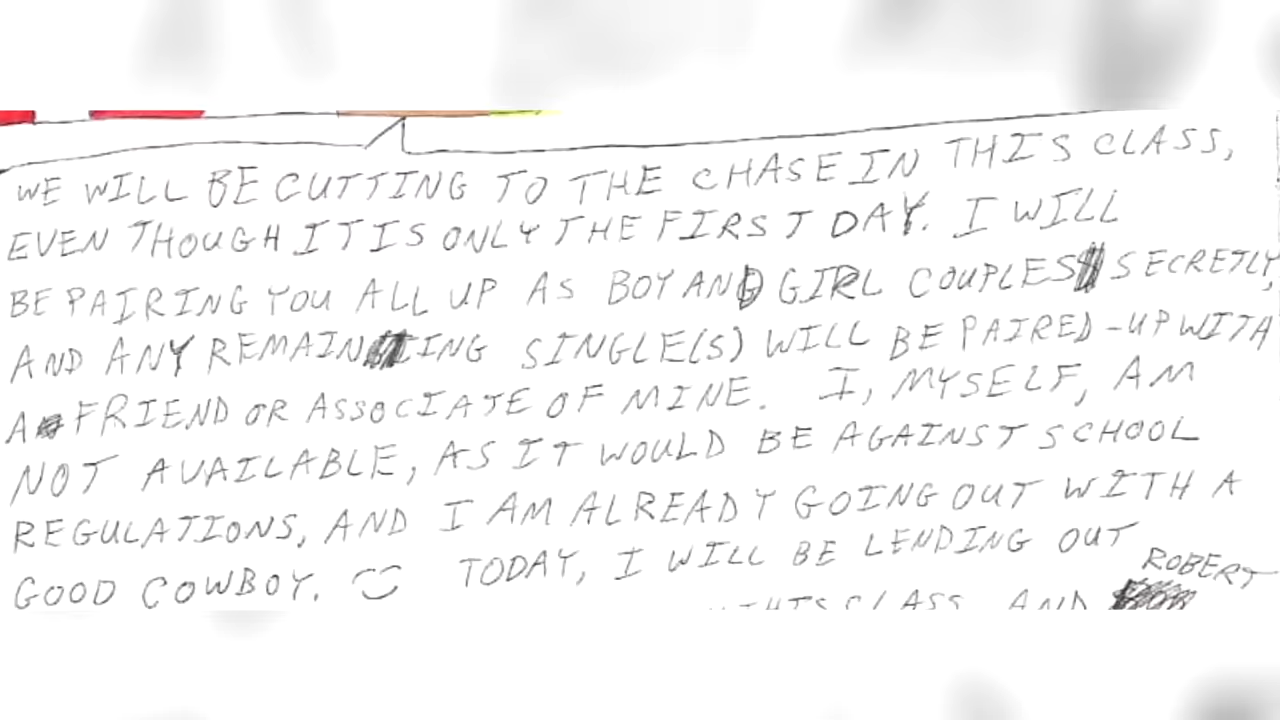 WE WILL BE CUTTING TO THE CHASE IN THIS CLASS,
EVEN THOUGH IT IS ONLY THE FIRST DAY. I WILL
BE PAIRING YOU ALL UP AS BOY AND GIRL COUPLES SECRETLY,
AND ANY REMAINING SINGLE(S) WILL BE PAIRED-UP WITH
A FRIEND OR ASSOCIATE OF MINE. I, MYSELF, AM
NOT AVAILABLE, AS IT WOULD BE AGAINST SCHOOL
REGULATIONS, AND I AM ALREADY GOING OUT WITH A
GOOD COWBOY. TODAY, I WILL BE LENDING OUT
ROBERT
THIS CLASS AND